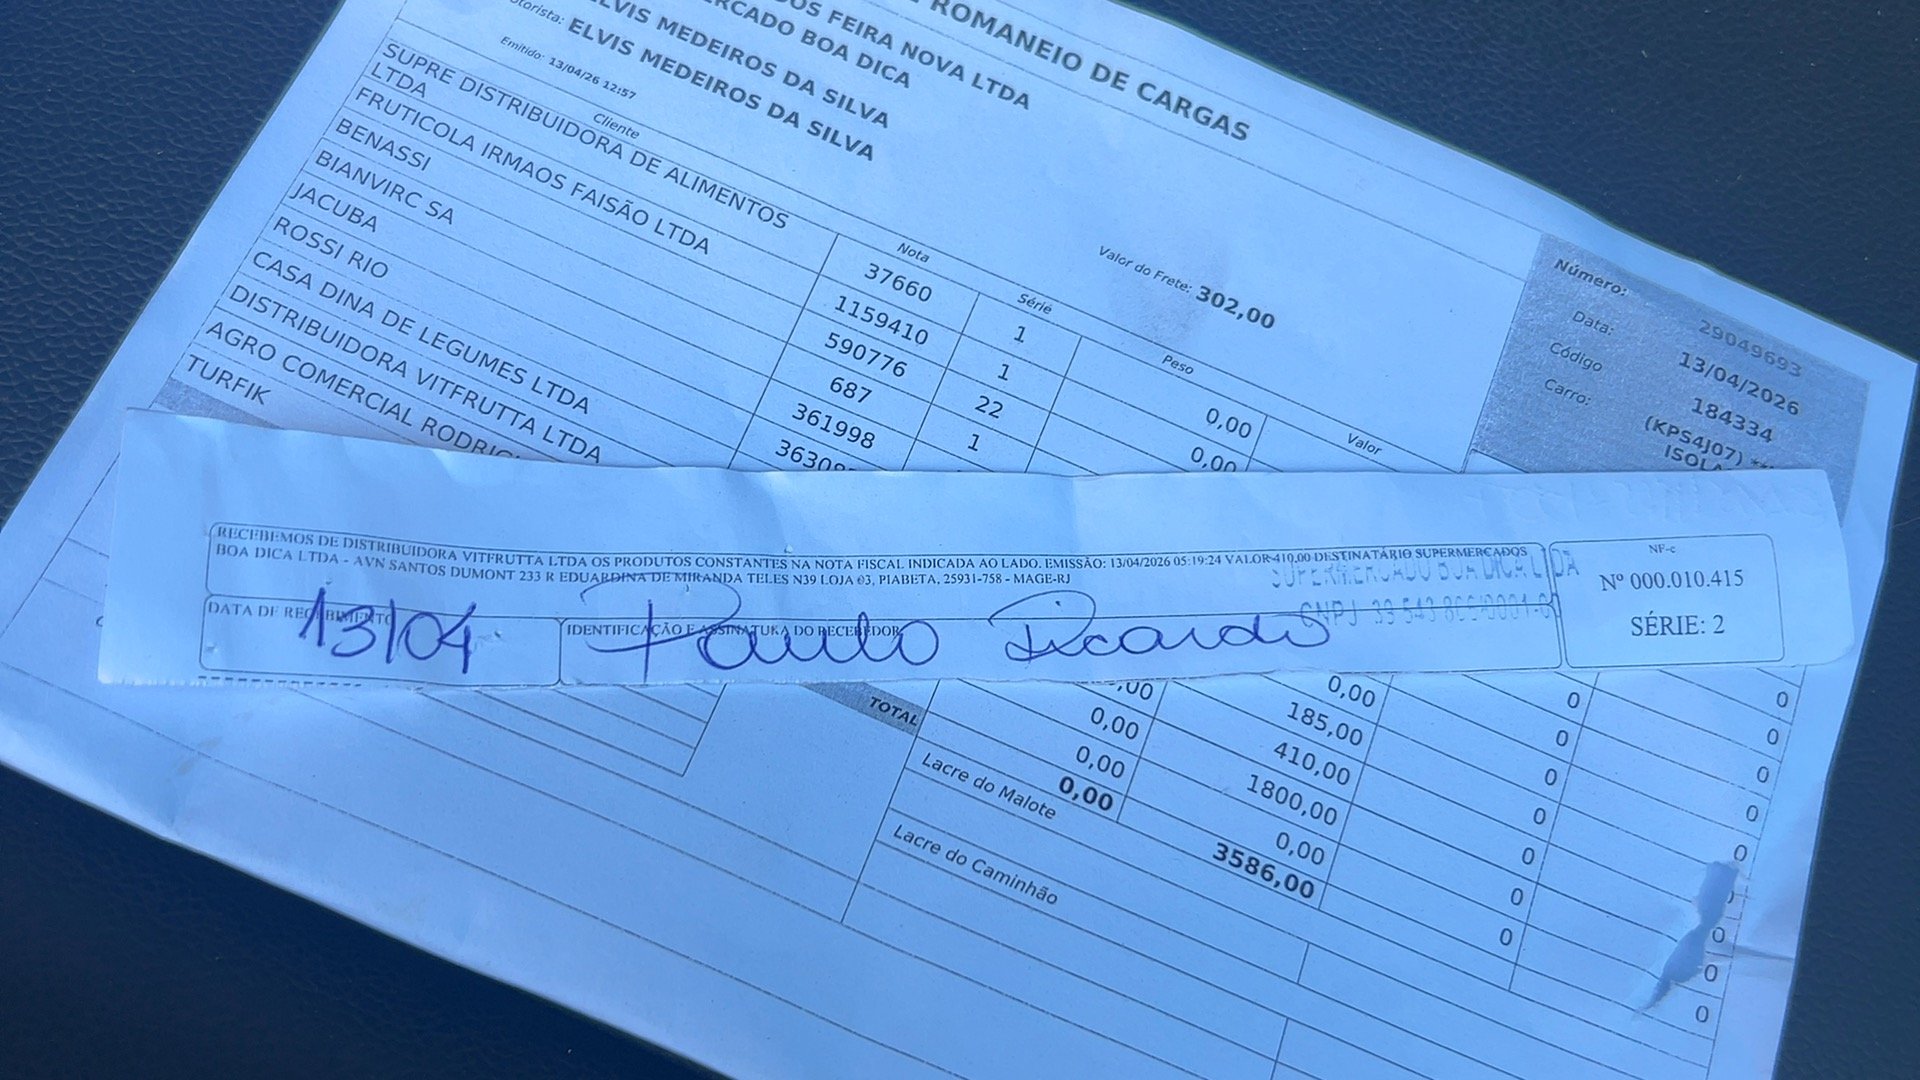 ROMANEIO DE CARGAS
FEIRA NOVA LTDA
MERCADO BOA DICA
ELVIS MEDEIROS DA SILVA
Motorista: ELVIS MEDEIROS DA SILVA
Emitido: 13/04/26 12:57
Valor do Frete: 302,00
Número: 29049693
Data: 13/04/2026
Código 184334
Carro: (KPS4J07)
Cliente Nota Série Peso Valor
SUPRE DISTRIBUIDORA DE ALIMENTOS LTDA 37660 1 0,00
FRUTICOLA IRMAOS FAISÃO LTDA 1159410 1 0,00
BENASSI 590776 22
BIANVIRC SA 687 1
JACUBA 361998
ROSSI RIO
CASA DINA DE LEGUMES LTDA
DISTRIBUIDORA VITFRUTTA LTDA
AGRO COMERCIAL
TURFIK
RECEBEMOS DE DISTRIBUIDORA VITFRUTTA LTDA OS PRODUTOS CONSTANTES NA NOTA FISCAL INDICADA AO LADO. EMISSÃO: 13/04/2026 05:19:24 VALOR 410,00 DESTINATÁRIO SUPERMERCADOS
BOA DICA LTDA - AVN SANTOS DUMONT 233 R EDUARDINA DE MIRANDA TELES N39 LOJA 03, PIABETA, 25931-758 - MAGE-RJ
SUPERMERCADO BOA DICA LTDA
NF-e
Nº 000.010.415
SÉRIE: 2
DATA DE RECEBIMENTO
13/04
IDENTIFICAÇÃO E ASSINATURA DO RECEBEDOR
Paulo Ricardo
0,00 0 0
185,00 0 0
0,00 410,00 0 0
0,00 1800,00 0 0
0,00 0 0
TOTAL 0,00 3586,00 0
Lacre do Malote
Lacre do Caminhão